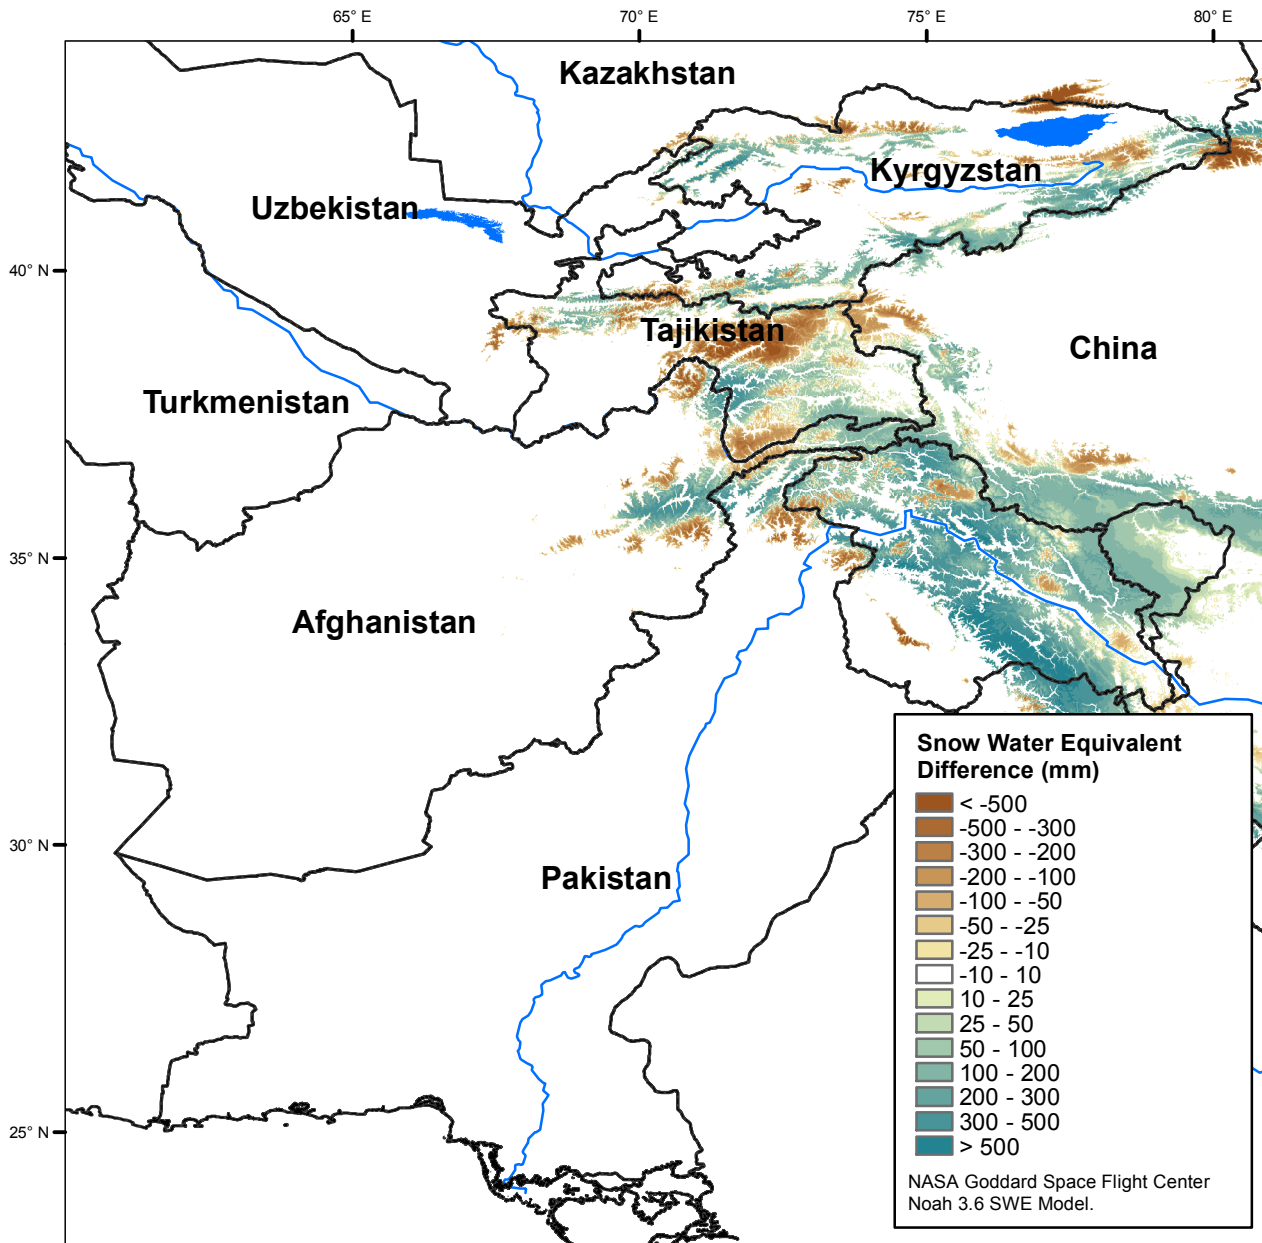 65° E
70° E
75° E
80° E
Kazakhstan
Kyrgyzstan
Uzbekistan
40° N
Tajikistan
China
Turkmenistan
35° N
Afghanistan
30° N
Pakistan
25° N
Snow Water Equivalent
Difference (mm)
< -500
-500 - -300
-300 - -200
-200 - -100
-100 - -50
-50 - -25
-25 - -10
-10 - 10
10 - 25
25 - 50
50 - 100
100 - 200
200 - 300
300 - 500
> 500
NASA Goddard Space Flight Center
Noah 3.6 SWE Model.